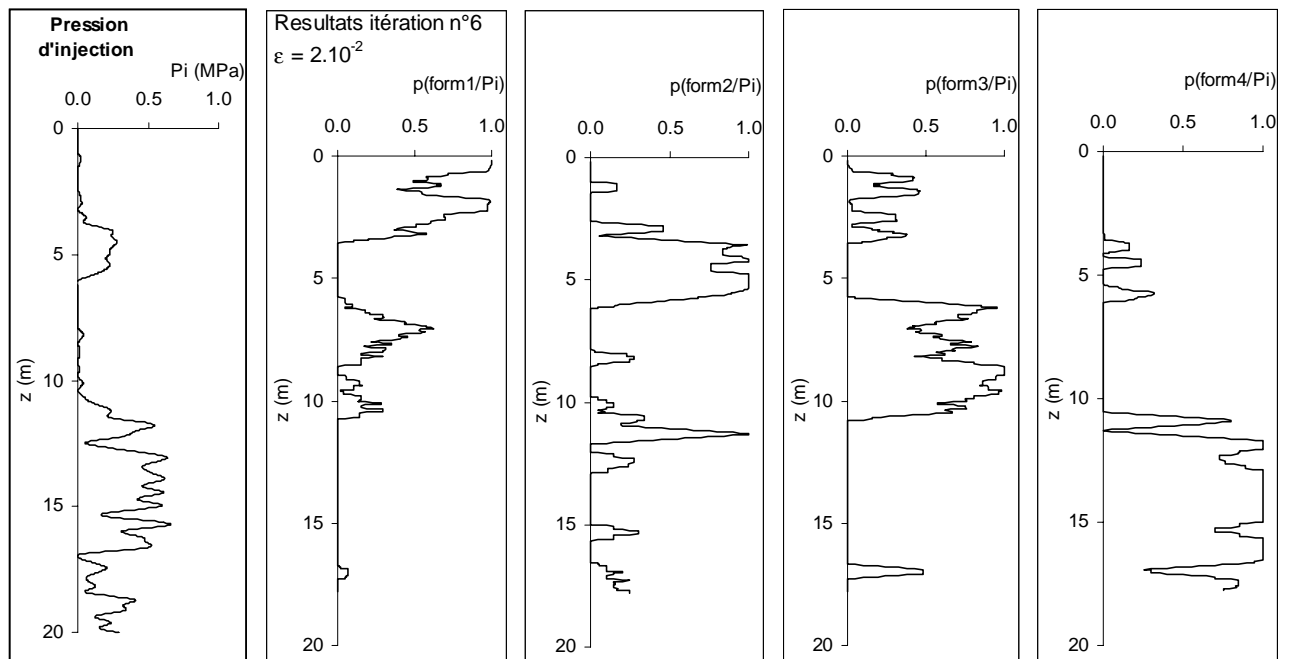 Pression
d'injection
Pi (MPa)
0.0 0.5 1.0
0
5
10
15
20
z (m)
Resultats itération n°6
ε = 2.10⁻²
p(form1/Pi)
0.0 0.5 1.0
0
5
10
15
20
z (m)
p(form2/Pi)
0.0 0.5 1.0
0
5
10
15
20
z (m)
p(form3/Pi)
0.0 0.5 1.0
0
5
10
15
20
z (m)
p(form4/Pi)
0.0 0.5 1.0
0
5
10
15
20
z (m)